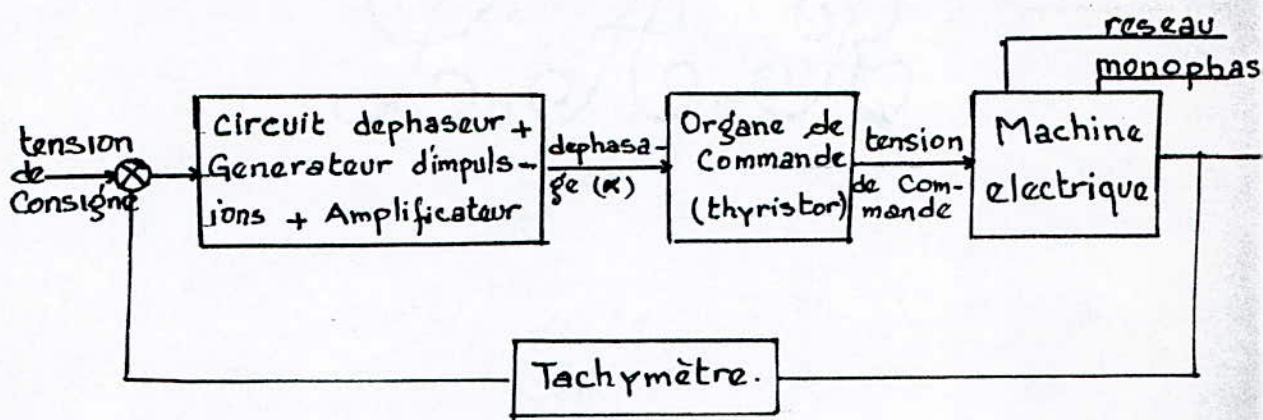 reseau
monophas
tension
de
Consigne
Circuit dephaseur +
Generateur d'impuls-
ions + Amplificateur
dephasa-
ge (α)
Organe de
Commande
(thyristor)
tension
de Com-
mande
Machine
electrique
Tachymètre.